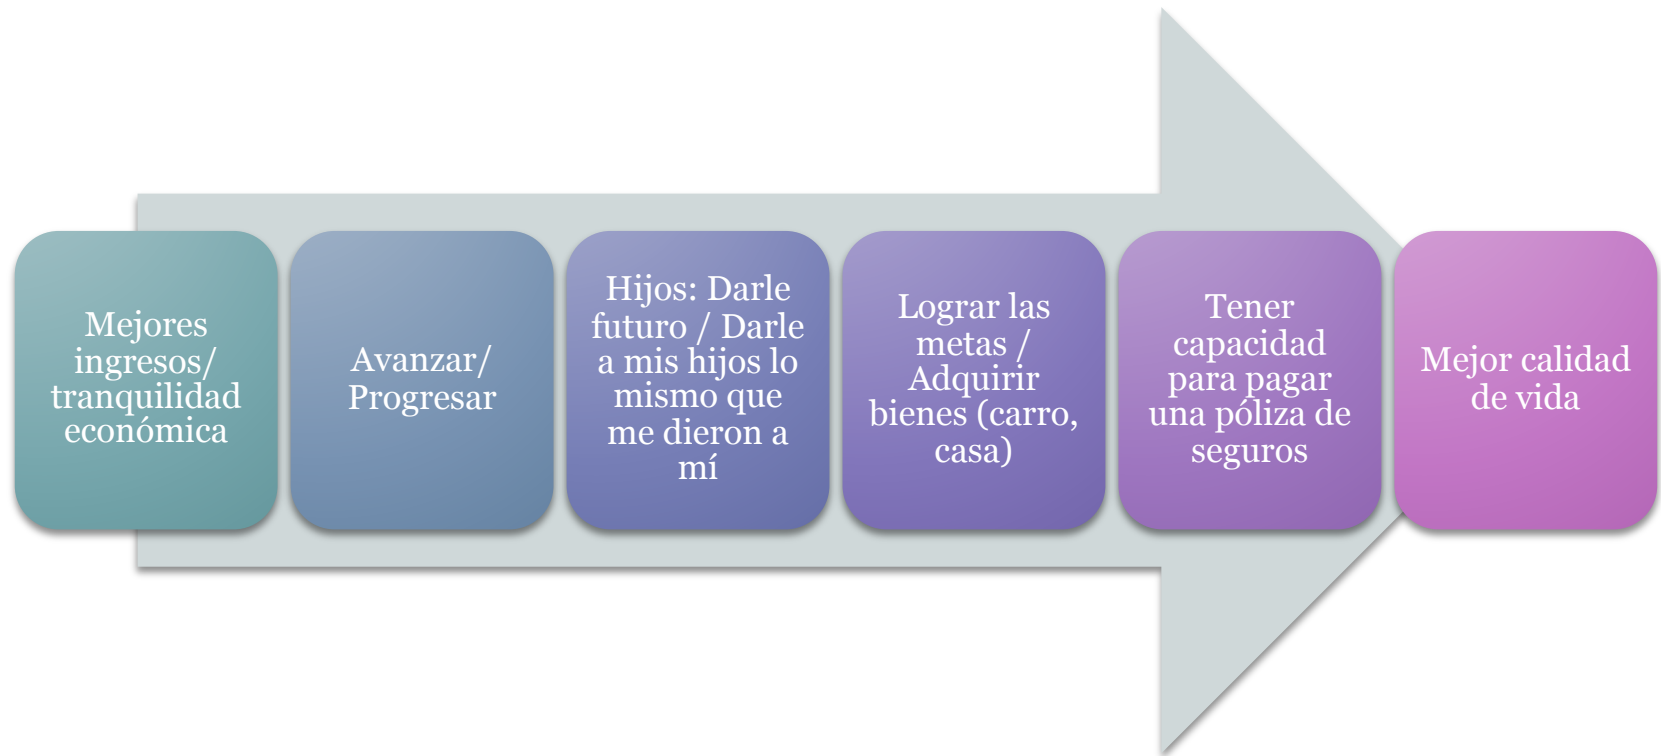 Mejores
ingresos/
tranquilidad
económica
Avanzar/
Progresar
Hijos: Darle
futuro / Darle
a mis hijos lo
mismo que
me dieron a
mí
Lograr las
metas /
Adquirir
bienes (carro,
casa)
Tener
capacidad
para pagar
una póliza de
seguros
Mejor calidad
de vida